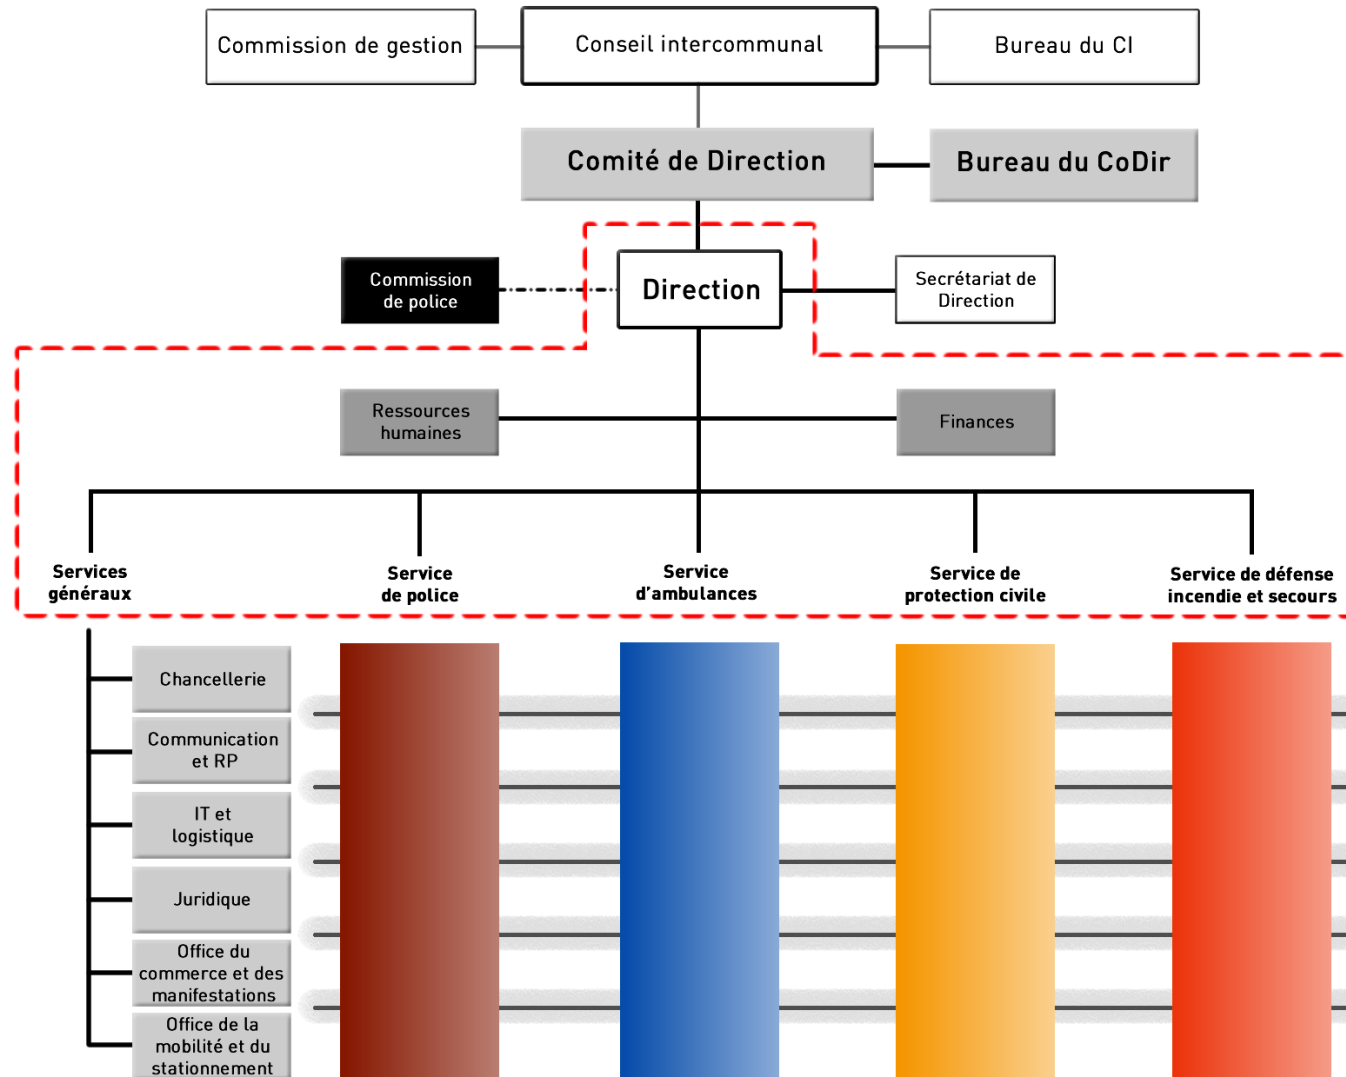 Commission de gestion
Conseil intercommunal
Bureau du CI
Comité de Direction
Bureau du CoDir
Commission
de police
Direction
Secrétariat de
Direction
Ressources
humaines
Finances
Services
généraux
Service
de police
Service
d'ambulances
Service de
protection civile
Service de défense
incendie et secours
Chancellerie
Communication
et RP
IT et
logistique
Juridique
Office du
commerce et des
manifestations
Office de la
mobilité et du
stationnement